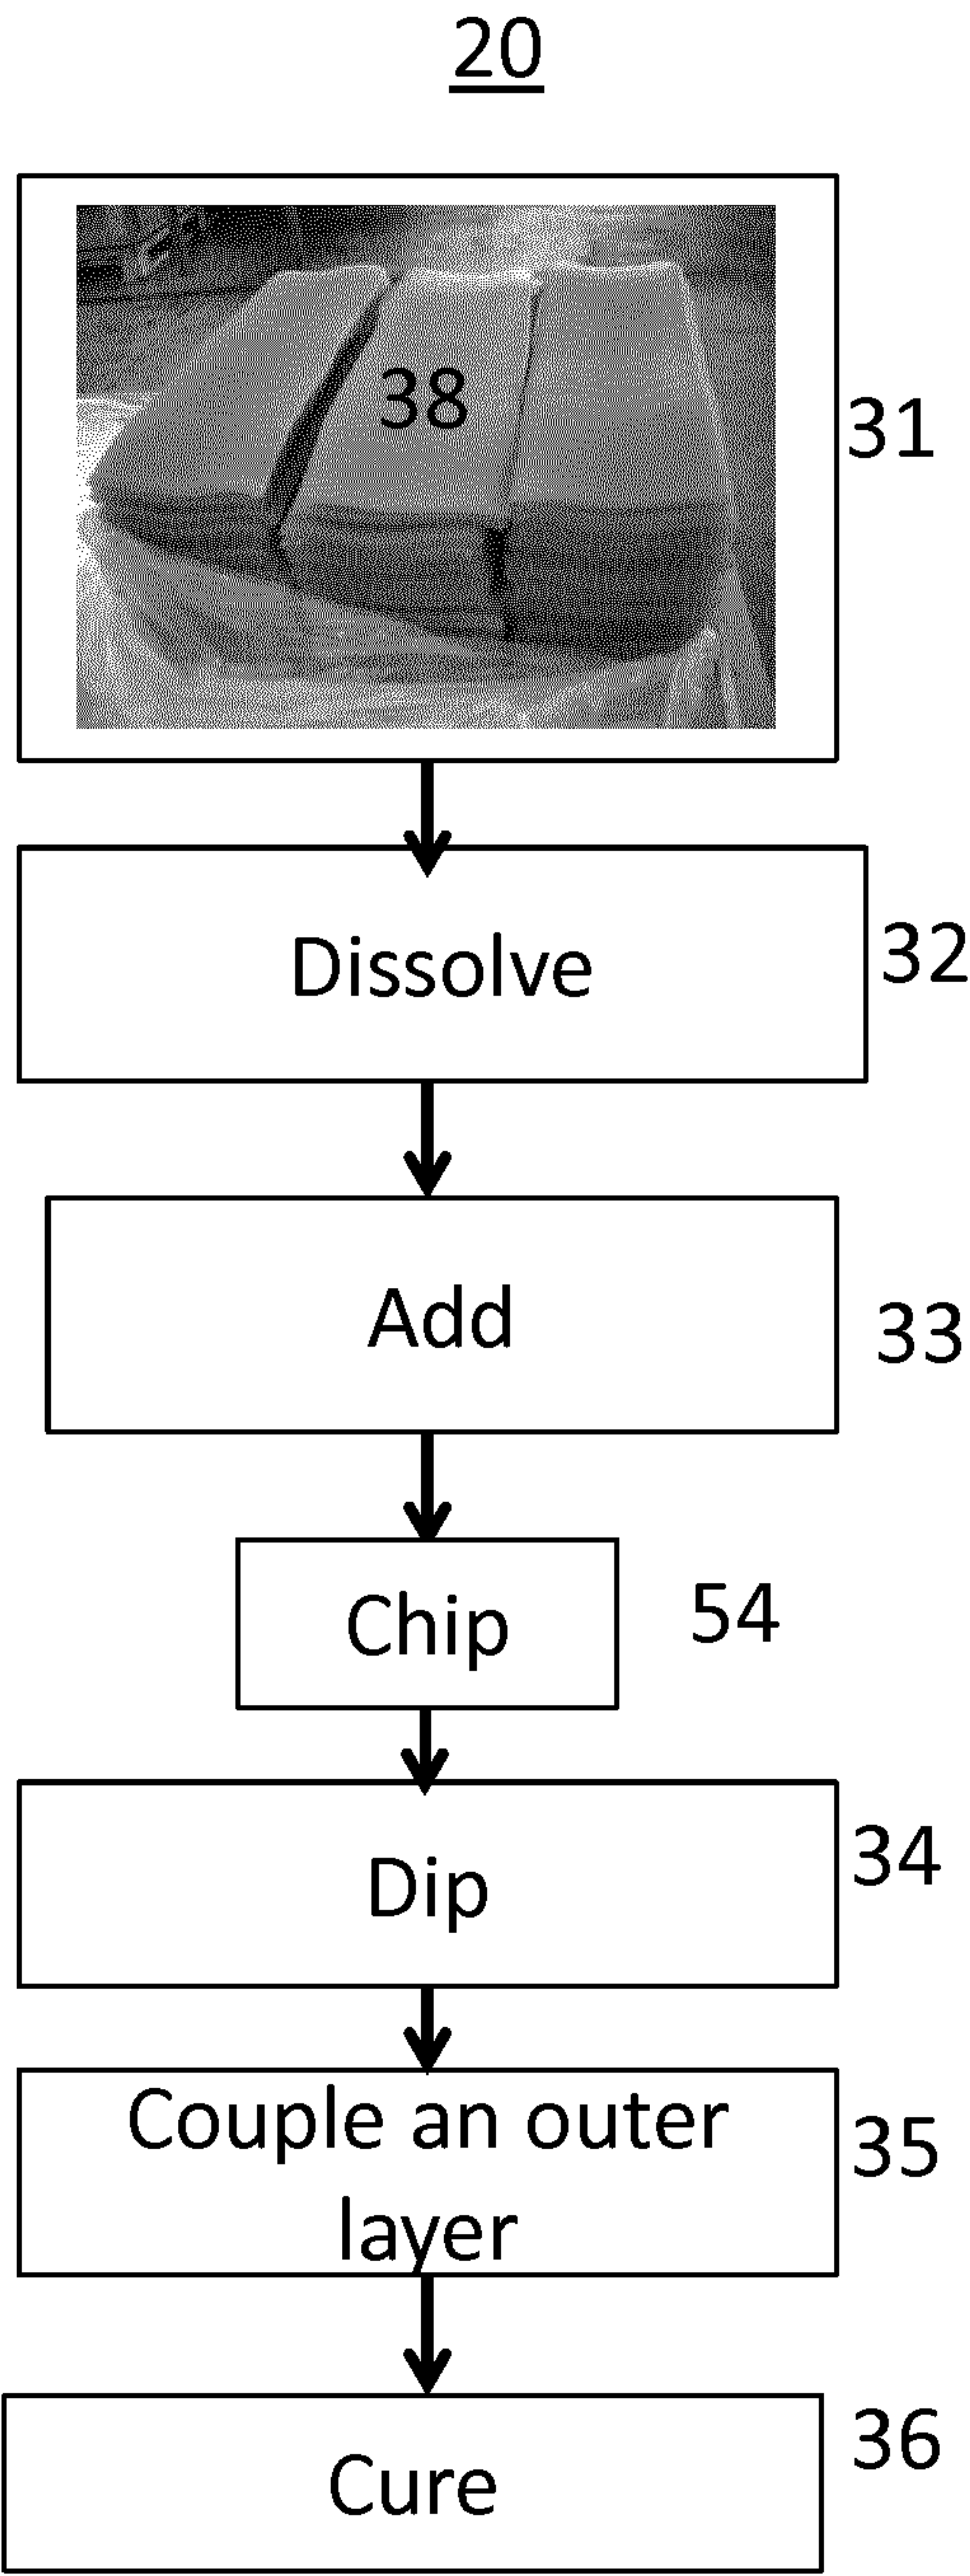 20
38
31
Dissolve
32
Add
33
Chip
54
Dip
34
Couple an outer
layer
35
Cure
36